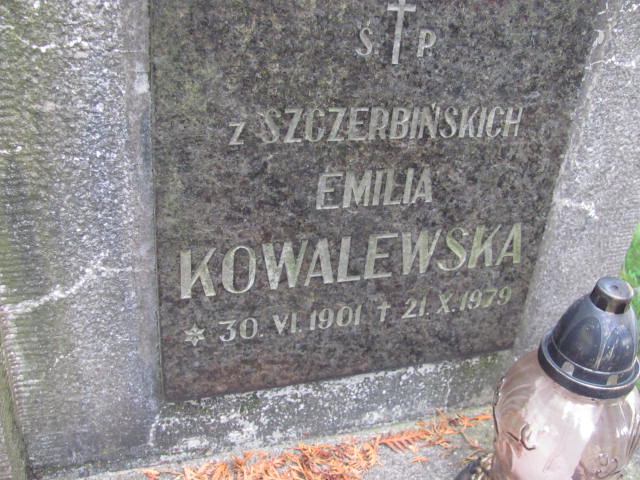 Ś P
z SZCZERBIŃSKICH
EMILIA
KOWALEWSKA
* 30. VI. 1901 † 21. X. 1979